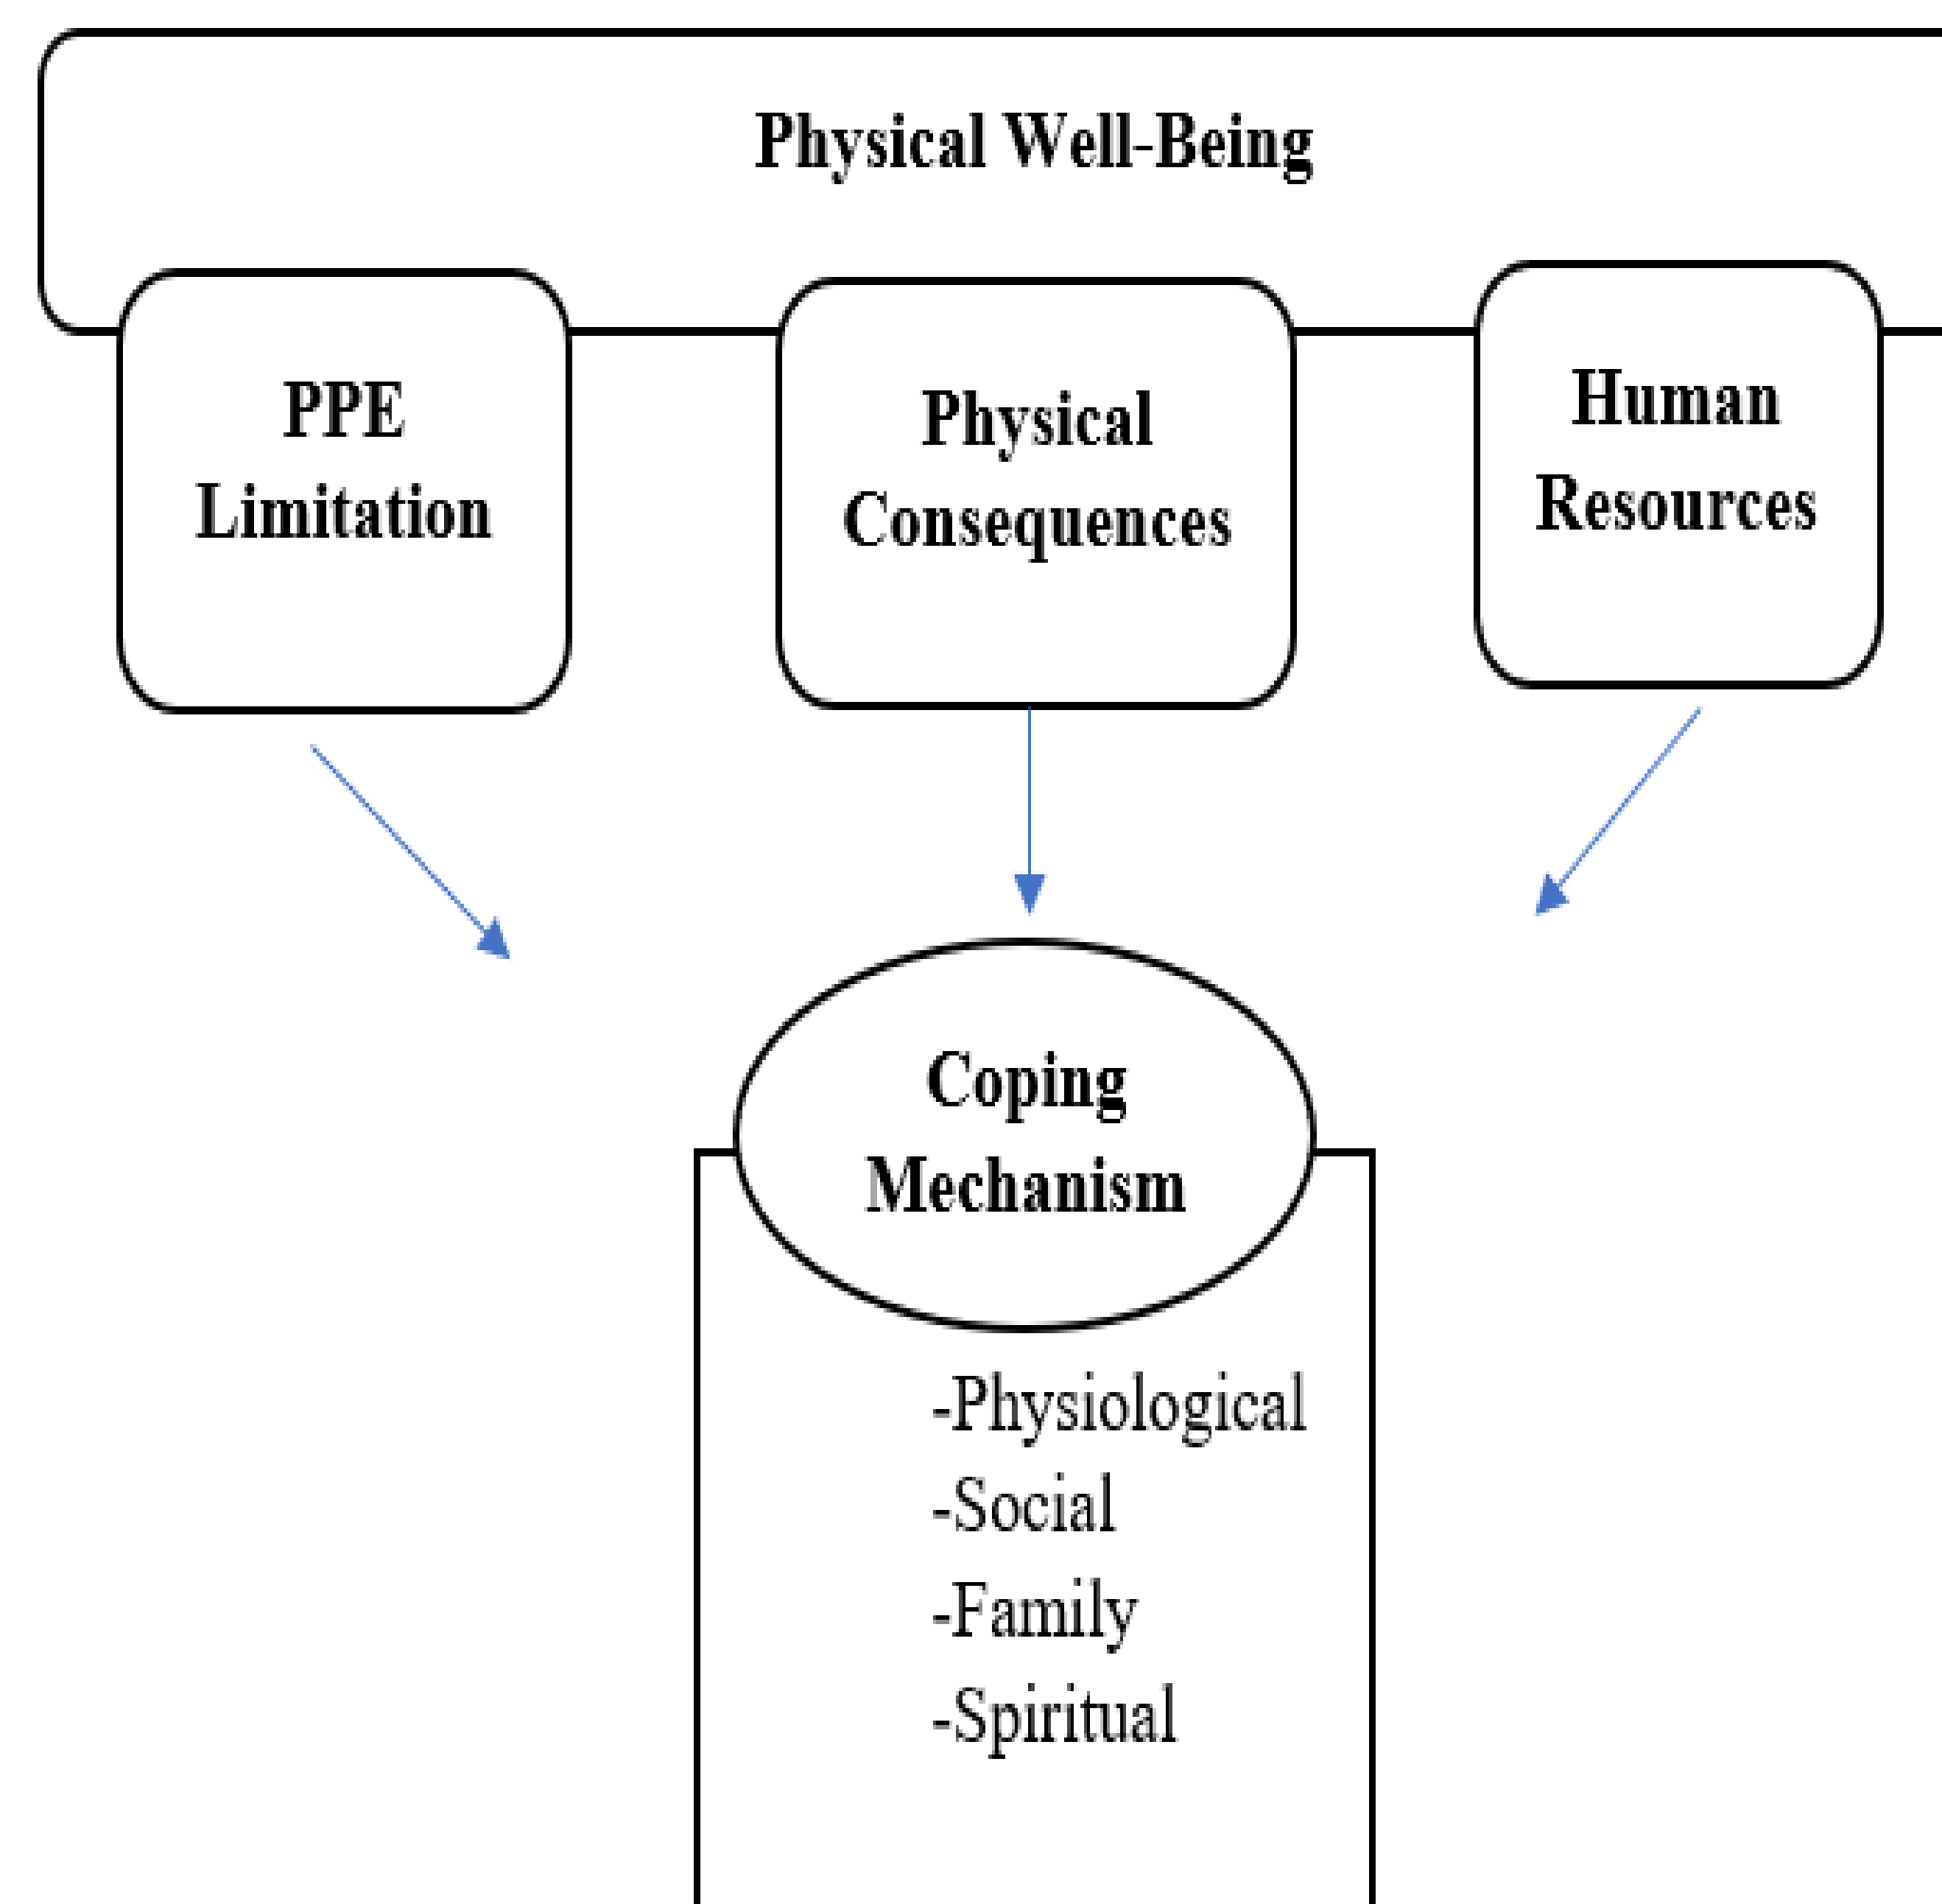 Physical Well-Being
PPE
Limitation
Physical
Consequences
Human
Resources
Coping
Mechanism
-Physiological
-Social
-Family
-Spiritual